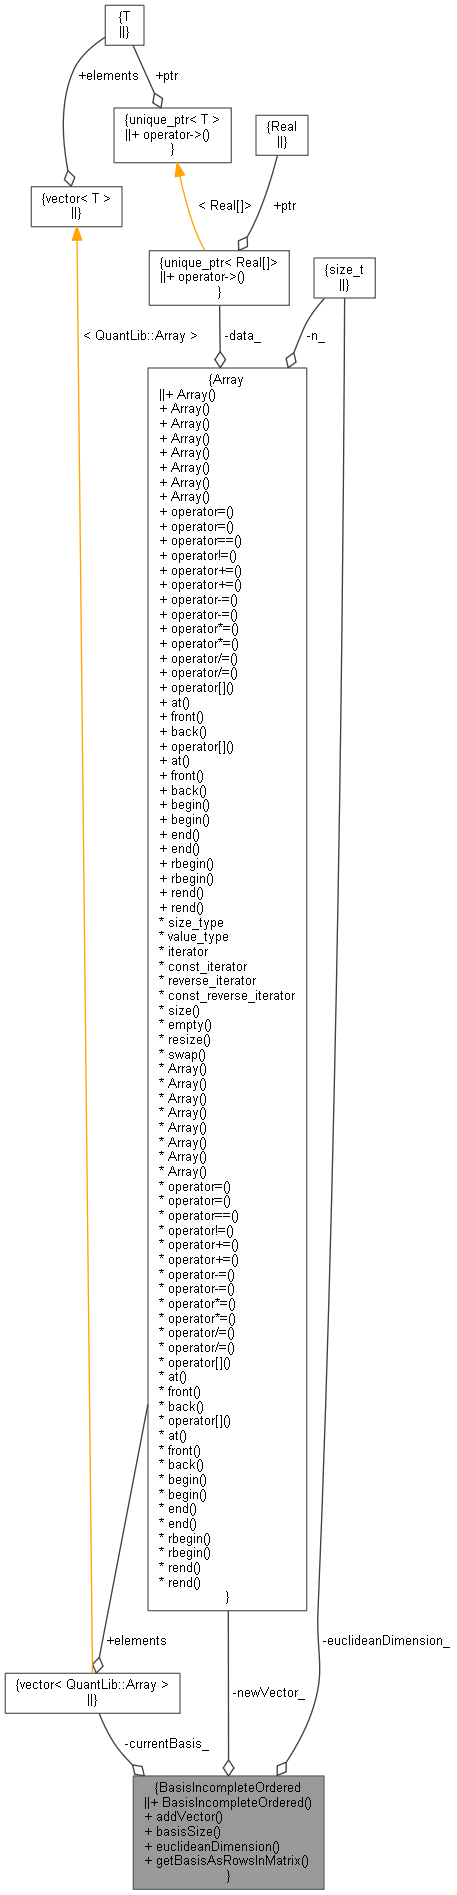 {T
||}
+elements
+ptr
{unique_ptr< T >
||+ operator->()
}
{Real
||}
{vector< T >
||}
< Real[]>
+ptr
{unique_ptr< Real[]>
||+ operator->()
}
{size_t
||}
< QuantLib::Array >
-data_
-n_
{Array
||+ Array()
+ Array()
+ Array()
+ Array()
+ Array()
+ Array()
+ Array()
+ Array()
+ operator=()
+ operator=()
+ operator==()
+ operator!=()
+ operator+=()
+ operator+=()
+ operator-=()
+ operator-=()
+ operator*=()
+ operator*=()
+ operator/=()
+ operator/=()
+ operator[]()
+ at()
+ front()
+ back()
+ operator[]()
+ at()
+ front()
+ back()
+ begin()
+ begin()
+ end()
+ end()
+ rbegin()
+ rbegin()
+ rend()
+ rend()
* size_type
* value_type
* iterator
* const_iterator
* reverse_iterator
* const_reverse_iterator
* size()
* empty()
* resize()
* swap()
* Array()
* Array()
* Array()
* Array()
* Array()
* Array()
* Array()
* Array()
* operator=()
* operator=()
* operator==()
* operator!=()
* operator+=()
* operator+=()
* operator-=()
* operator-=()
* operator*=()
* operator*=()
* operator/=()
* operator/=()
* operator[]()
* at()
* front()
* back()
* operator[]()
* at()
* front()
* back()
* begin()
* begin()
* end()
* end()
* rbegin()
* rbegin()
* rend()
* rend()
}
+elements
-euclideanDimension_
{vector< QuantLib::Array >
||}
-newVector_
-currentBasis_
{BasisIncompleteOrdered
||+ BasisIncompleteOrdered()
+ addVector()
+ basisSize()
+ euclideanDimension()
+ getBasisAsRowsInMatrix()
}